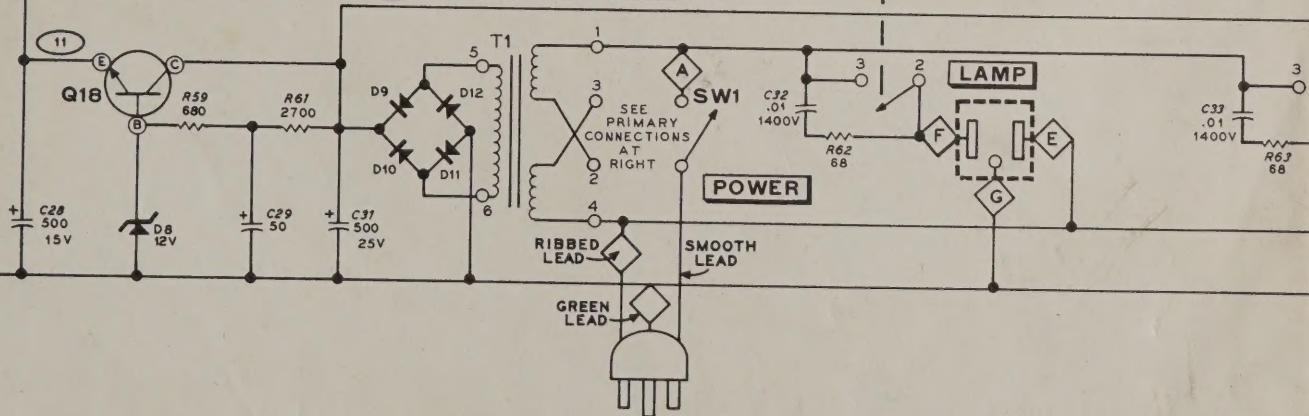 11
E
C
Q18
B
R59
680
R61
2700
+
C28
500
15V
D8
12V
+
C29
50
+
C31
500
25V
D9
D12
D10
D11
5
6
T1
1
3
2
4
SEE
PRIMARY
CONNECTIONS
AT
RIGHT
A
SW1
POWER
RIBBED
LEAD
SMOOTH
LEAD
GREEN
LEAD
3
2
C32
.01
1400V
R62
68
LAMP
F
E
G
3
C33
.01
1400V
R63
68